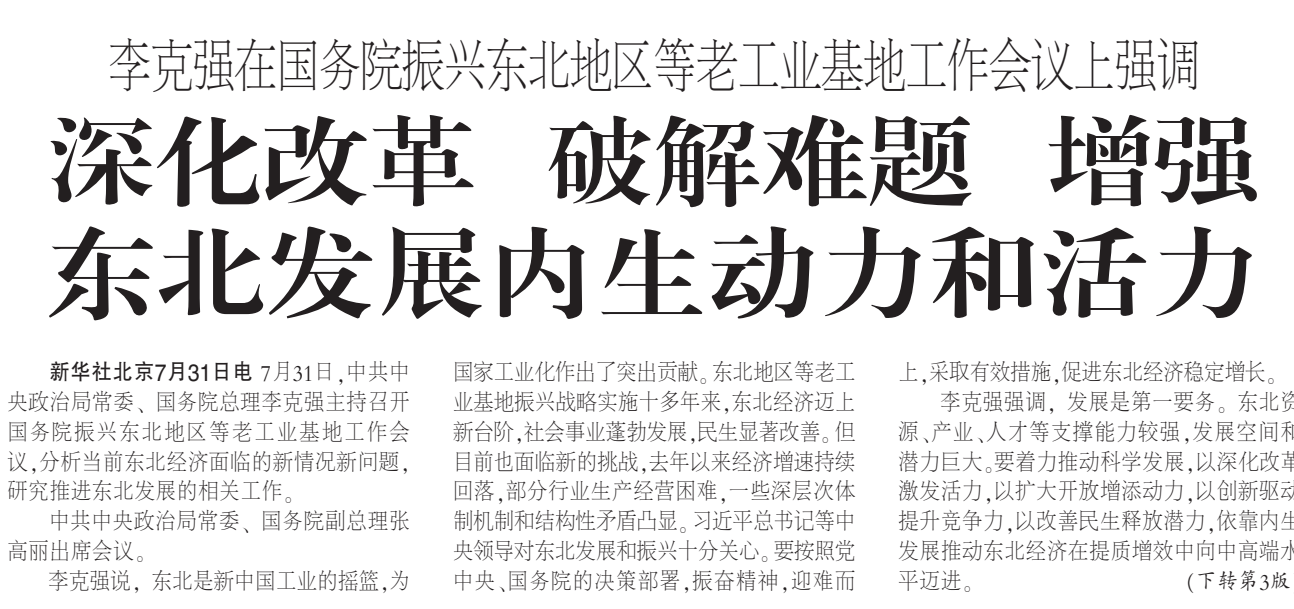 李克强在国务院振兴东北地区等老工业基地工作会议上强调
深化改革 破解难题 增强
东北发展内生动力和活力
新华社北京7月31日电 7月31日,中共中
央政治局常委、国务院总理李克强主持召开
国务院振兴东北地区等老工业基地工作会
议,分析当前东北经济面临的新情况新问题,
研究推进东北发展的相关工作。
中共中央政治局常委、国务院副总理张
高丽出席会议。
李克强说,东北是新中国工业的摇篮,为
国家工业化作出了突出贡献。东北地区等老工
业基地振兴战略实施十多年来,东北经济迈上
新台阶,社会事业蓬勃发展,民生显著改善。但
目前也面临新的挑战,去年以来经济增速持续
回落,部分行业生产经营困难,一些深层次体
制机制和结构性矛盾凸显。习近平总书记等中
央领导对东北发展和振兴十分关心。要按照党
中央、国务院的决策部署,振奋精神,迎难而
上,采取有效措施,促进东北经济稳定增长。
李克强强调,发展是第一要务。东北资
源、产业、人才等支撑能力较强,发展空间和
潜力巨大。要着力推动科学发展,以深化改革
激发活力,以扩大开放增添动力,以创新驱动
提升竞争力,以改善民生释放潜力,依靠内生
发展推动东北经济在提质增效中向中高端水
平迈进。 (下转第3版